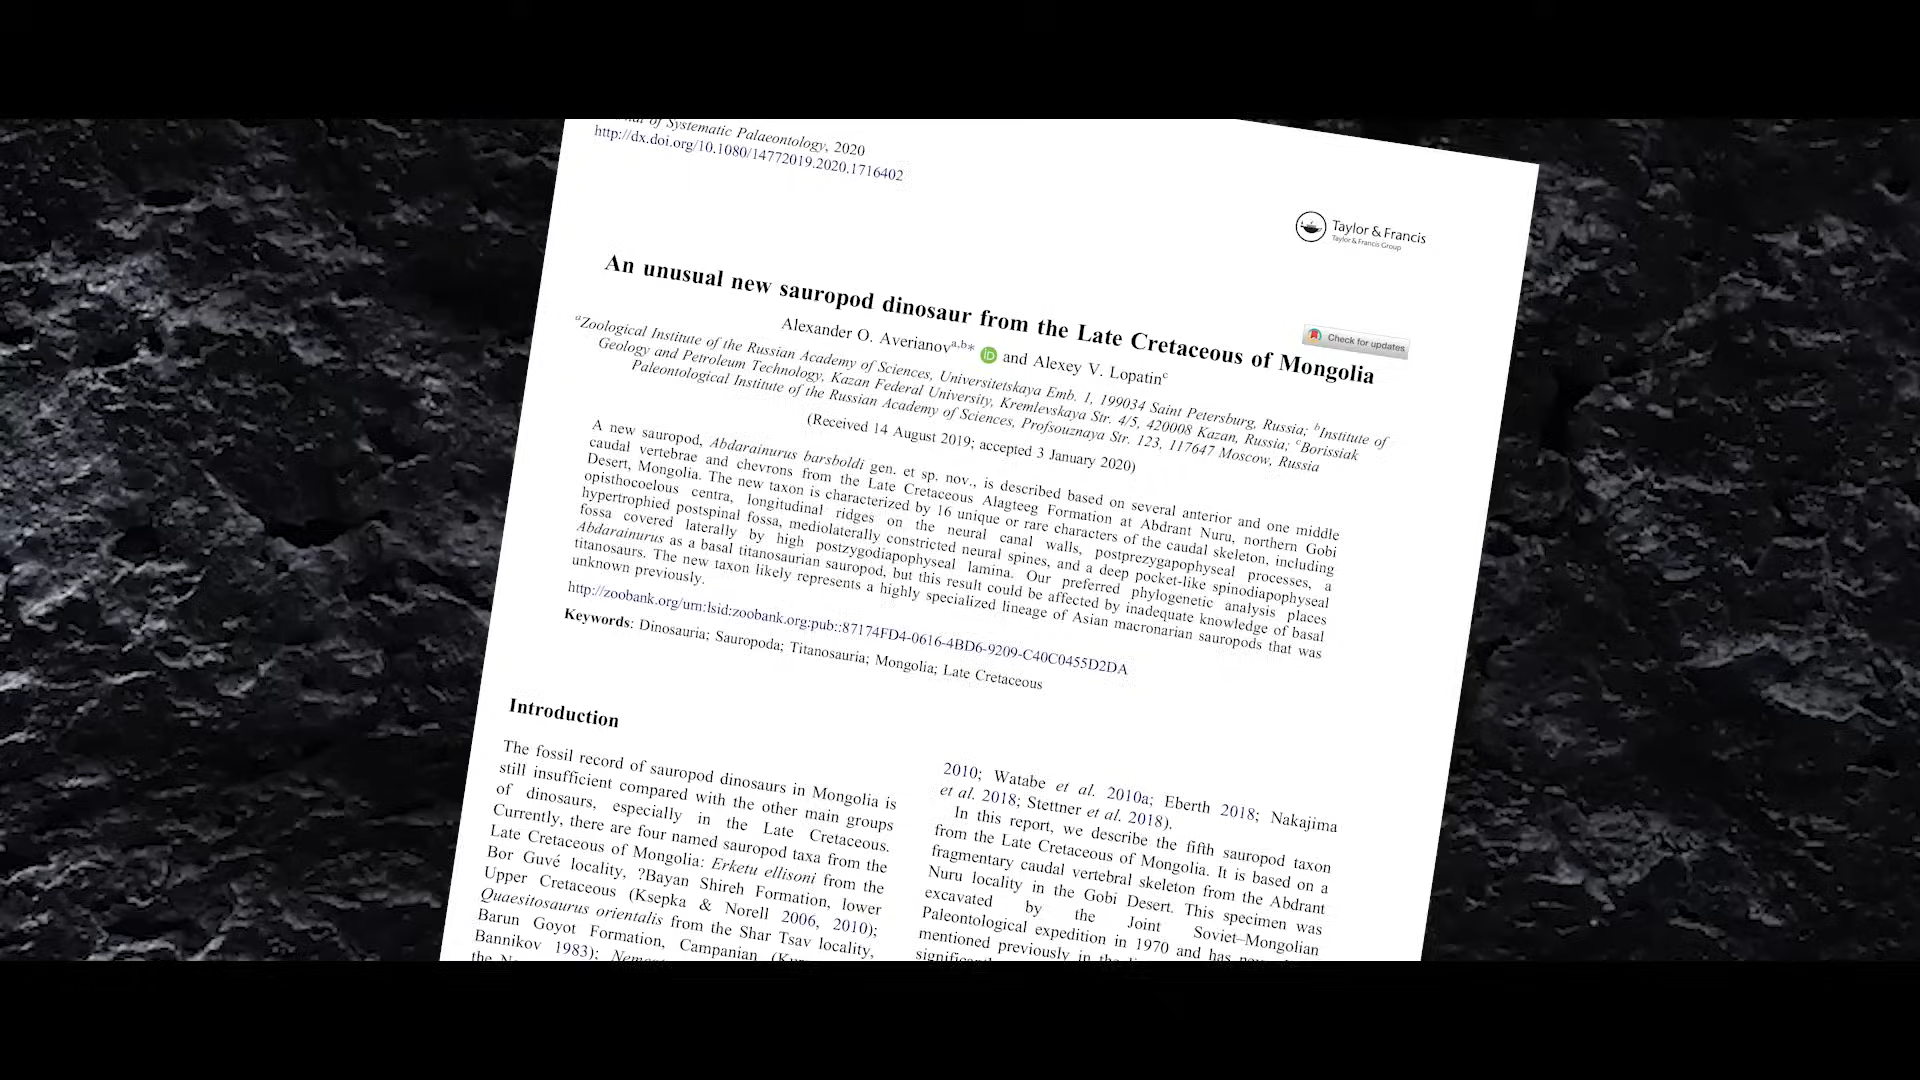 of Systematic Palaeontology, 2020
http://dx.doi.org/10.1080/14772019.2020.1716402
Taylor & Francis
Taylor & Francis Group
An unusual new sauropod dinosaur from the Late Cretaceous of Mongolia
Check for updates
Alexander O. Averianovᵃ,ᵇ* iD and Alexey V. Lopatinᶜ
ᵃZoological Institute of the Russian Academy of Sciences, Universitetskaya Emb. 1, 199034 Saint Petersburg, Russia; ᵇInstitute of
Geology and Petroleum Technology, Kazan Federal University, Kremlevskaya Str. 4/5, 420008 Kazan, Russia; ᶜBorissiak
Paleontological Institute of the Russian Academy of Sciences, Profsouznaya Str. 123, 117647 Moscow, Russia
(Received 14 August 2019; accepted 3 January 2020)
A new sauropod, Abdarainurus barsboldi gen. et sp. nov., is described based on several anterior and one middle
caudal vertebrae and chevrons from the Late Cretaceous Alagteeg Formation at Abdrant Nuru, northern Gobi
Desert, Mongolia. The new taxon is characterized by 16 unique or rare characters of the caudal skeleton, including
opisthocoelous centra, longitudinal ridges on the neural canal walls, postprezygapophyseal processes, a
hypertrophied postspinal fossa, mediolaterally constricted neural spines, and a deep pocket-like spinodiapophyseal
fossa covered laterally by high postzygodiapophyseal lamina. Our preferred phylogenetic analysis places
Abdarainurus as a basal titanosaurian sauropod, but this result could be affected by inadequate knowledge of basal
titanosaurs. The new taxon likely represents a highly specialized lineage of Asian macronarian sauropods that was
unknown previously.
http://zoobank.org/urn:lsid:zoobank.org:pub::87174FD4-0616-4BD6-9209-C40C0455D2DA
Keywords: Dinosauria; Sauropoda; Titanosauria; Mongolia; Late Cretaceous
Introduction
The fossil record of sauropod dinosaurs in Mongolia is
still insufficient compared with the other main groups
of dinosaurs, especially in the Late Cretaceous.
Currently, there are four named sauropod taxa from the
Late Cretaceous of Mongolia: Erketu ellisoni from the
Bor Guvé locality, ?Bayan Shireh Formation, lower
Upper Cretaceous (Ksepka & Norell 2006, 2010);
Quaesitosaurus orientalis from the Shar Tsav locality,
Barun Goyot Formation, Campanian
Bannikov 1983);
2010; Watabe et al. 2010a; Eberth 2018; Nakajima
et al. 2018; Stettner et al. 2018).
In this report, we describe the fifth sauropod taxon
from the Late Cretaceous of Mongolia. It is based on a
fragmentary caudal vertebral skeleton from the Abdrant
Nuru locality in the Gobi Desert. This specimen was
excavated by the Joint Soviet–Mongolian
Paleontological expedition in 1970 and has
mentioned previously in